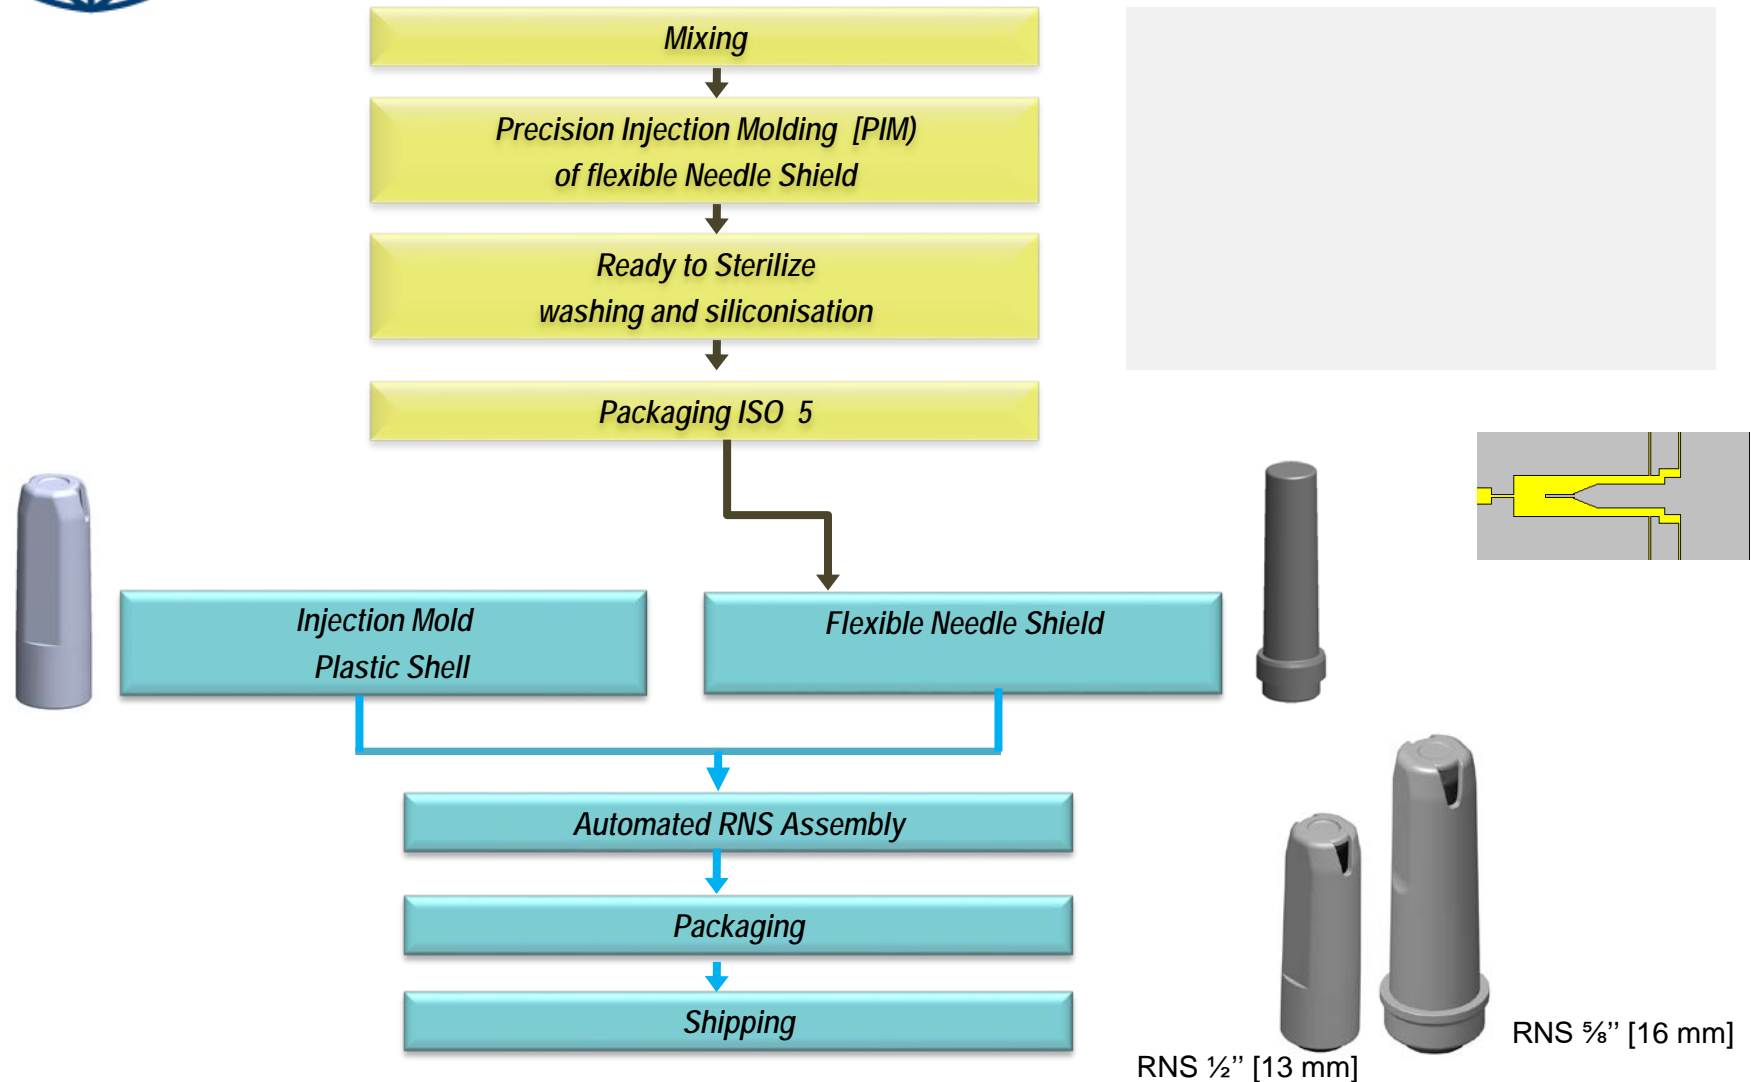 Mixing
Precision Injection Molding [PIM)
of flexible Needle Shield
Ready to Sterilize
washing and siliconisation
Packaging ISO 5
Injection Mold
Plastic Shell
Flexible Needle Shield
Automated RNS Assembly
Packaging
Shipping
RNS ⅝’’ [16 mm]
RNS ½’’ [13 mm]